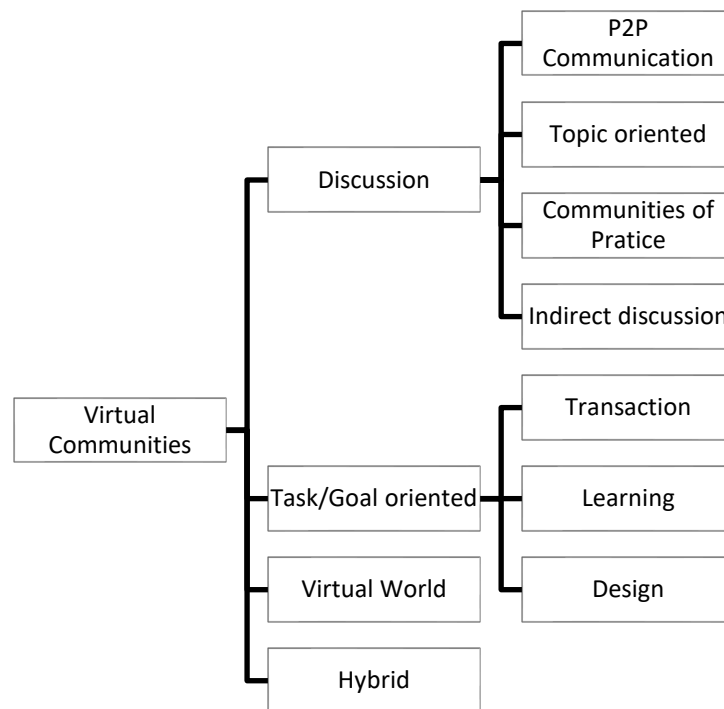 P2P
Communication
Topic oriented
Discussion
Communities of
Pratice
Indirect discussion
Virtual
Communities
Transaction
Task/Goal oriented
Learning
Virtual World
Design
Hybrid